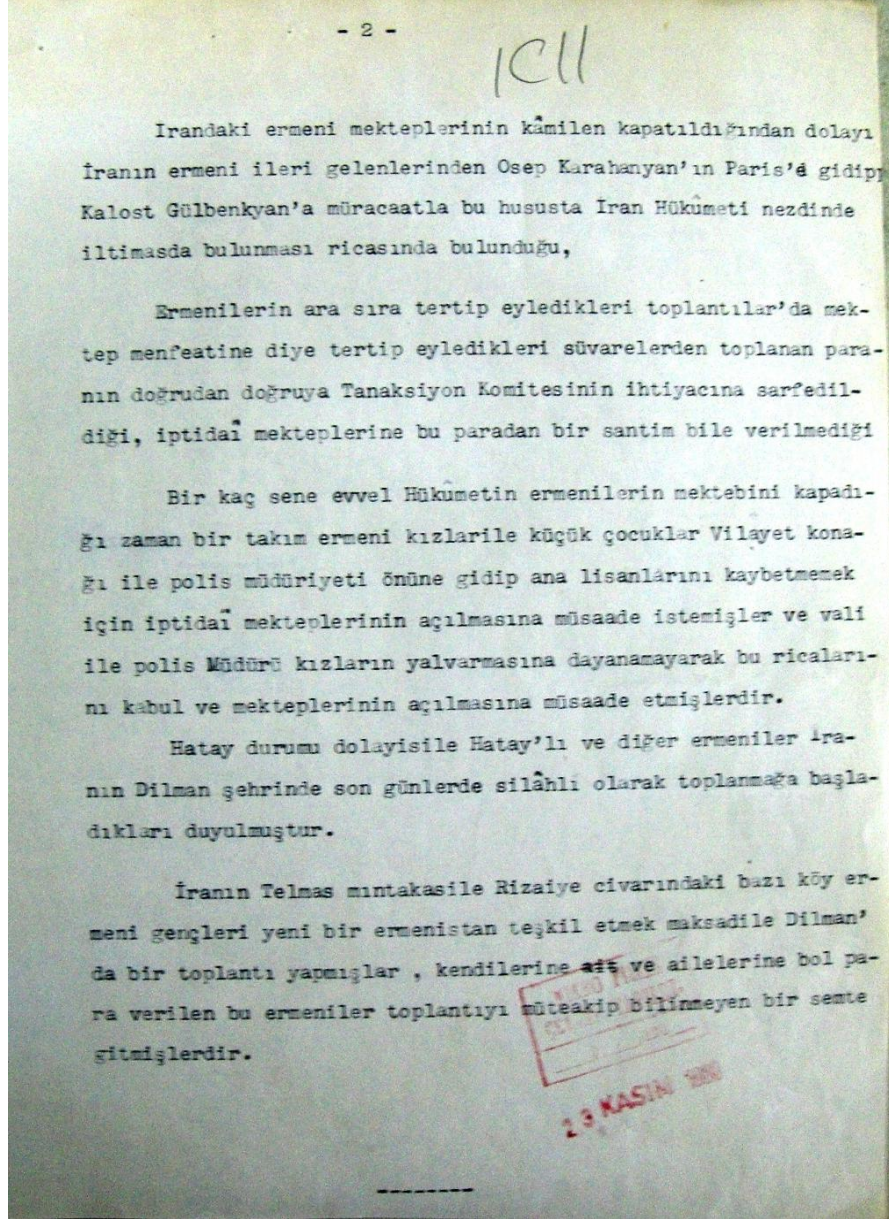 - 2 -
1C11
Irandaki ermeni mekteplerinin kâmilen kapatıldığından dolayı
İranın ermeni ileri gelenlerinden Osep Karahanyan'ın Paris'e gidip
Kalost Gülbenkyan'a müracaatla bu hususta İran Hükûmeti nezdinde
iltimasda bulunması ricasında bulunduğu,
Ermenilerin ara sıra tertip eyledikleri toplantılar'da mek-
tep menfeatine diye tertip eyledikleri süvarelerden toplanan para-
nın doğrudan doğruya Tanaksiyon Komitesinin ihtiyacına sarfedil-
diği, iptidaî mekteplerine bu paradan bir santim bile verilmediği
Bir kaç sene evvel Hükûmetin ermenilerin mektebini kapadı-
ğı zaman bir takım ermeni kızlarile küçük çocuklar Vilayet kona-
ğı ile polis müdüriyeti önüne gidip ana lisanlarını kaybetmemek
için iptidaî mekteplerinin açılmasına müsaade istemişler ve vali
ile polis Müdürü kızların yalvarmasına dayanamayarak bu ricaları-
nı kabul ve mekteplerinin açılmasına müsaade etmişlerdir.
Hatay durumu dolayisile Hatay'lı ve diğer ermeniler İra-
nın Dilman şehrinde son günlerde silâhlı olarak toplanmağa başla-
dıkları duyulmuştur.
İranın Telmas mıntakasile Rizaiye civarındaki bazı köy er-
meni gençleri yeni bir ermenistan teşkil etmek maksadile Dilman'
da bir toplantı yapmışlar , kendilerine ait ve ailelerine bol pa-
ra verilen bu ermeniler toplantıyı müteakip bilinmeyen bir semte
gitmişlerdir.
23 KASIM